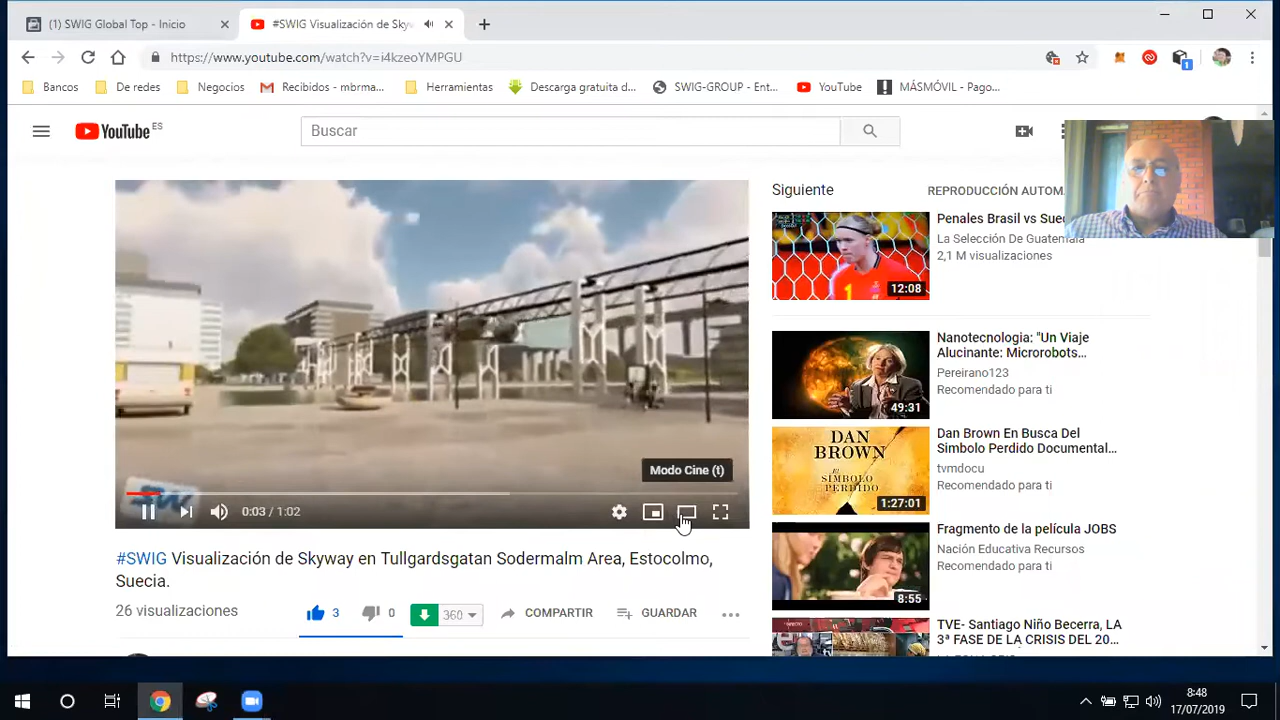 (1) SWIG Global Top - Inicio
#SWIG Visualización de Skyw
https://www.youtube.com/watch?v=i4kzeoYMPGU
1
Bancos
De redes
Negocios
Recibidos - mbrma...
Herramientas
Descarga gratuita d...
SWIG-GROUP - Ent...
YouTube
MÁSMÓVIL - Pago...
YouTube ES
Buscar
Siguiente
REPRODUCCIÓN AUTOM
Penales Brasil vs Sue
La Selección De Guatemala
2,1 M visualizaciones
12:08
Nanotecnologia: "Un Viaje
Alucinante: Microrobots...
Pereirano123
Recomendado para ti
49:31
DAN
BROWN
EL
SÍMBOLO
PERDIDO
1:27:01
Dan Brown En Busca Del
Simbolo Perdido Documental...
tvmdocu
Recomendado para ti
Fragmento de la película JOBS
Nación Educativa Recursos
Recomendado para ti
8:55
TVE- Santiago Niño Becerra, LA
3ª FASE DE LA CRISIS DEL 20...
Modo Cine (t)
SWIG
0:03 / 1:02
#SWIG Visualización de Skyway en Tullgardsgatan Sodermalm Area, Estocolmo,
Suecia.
26 visualizaciones
3
0
360
COMPARTIR
GUARDAR
8:48
17/07/2019